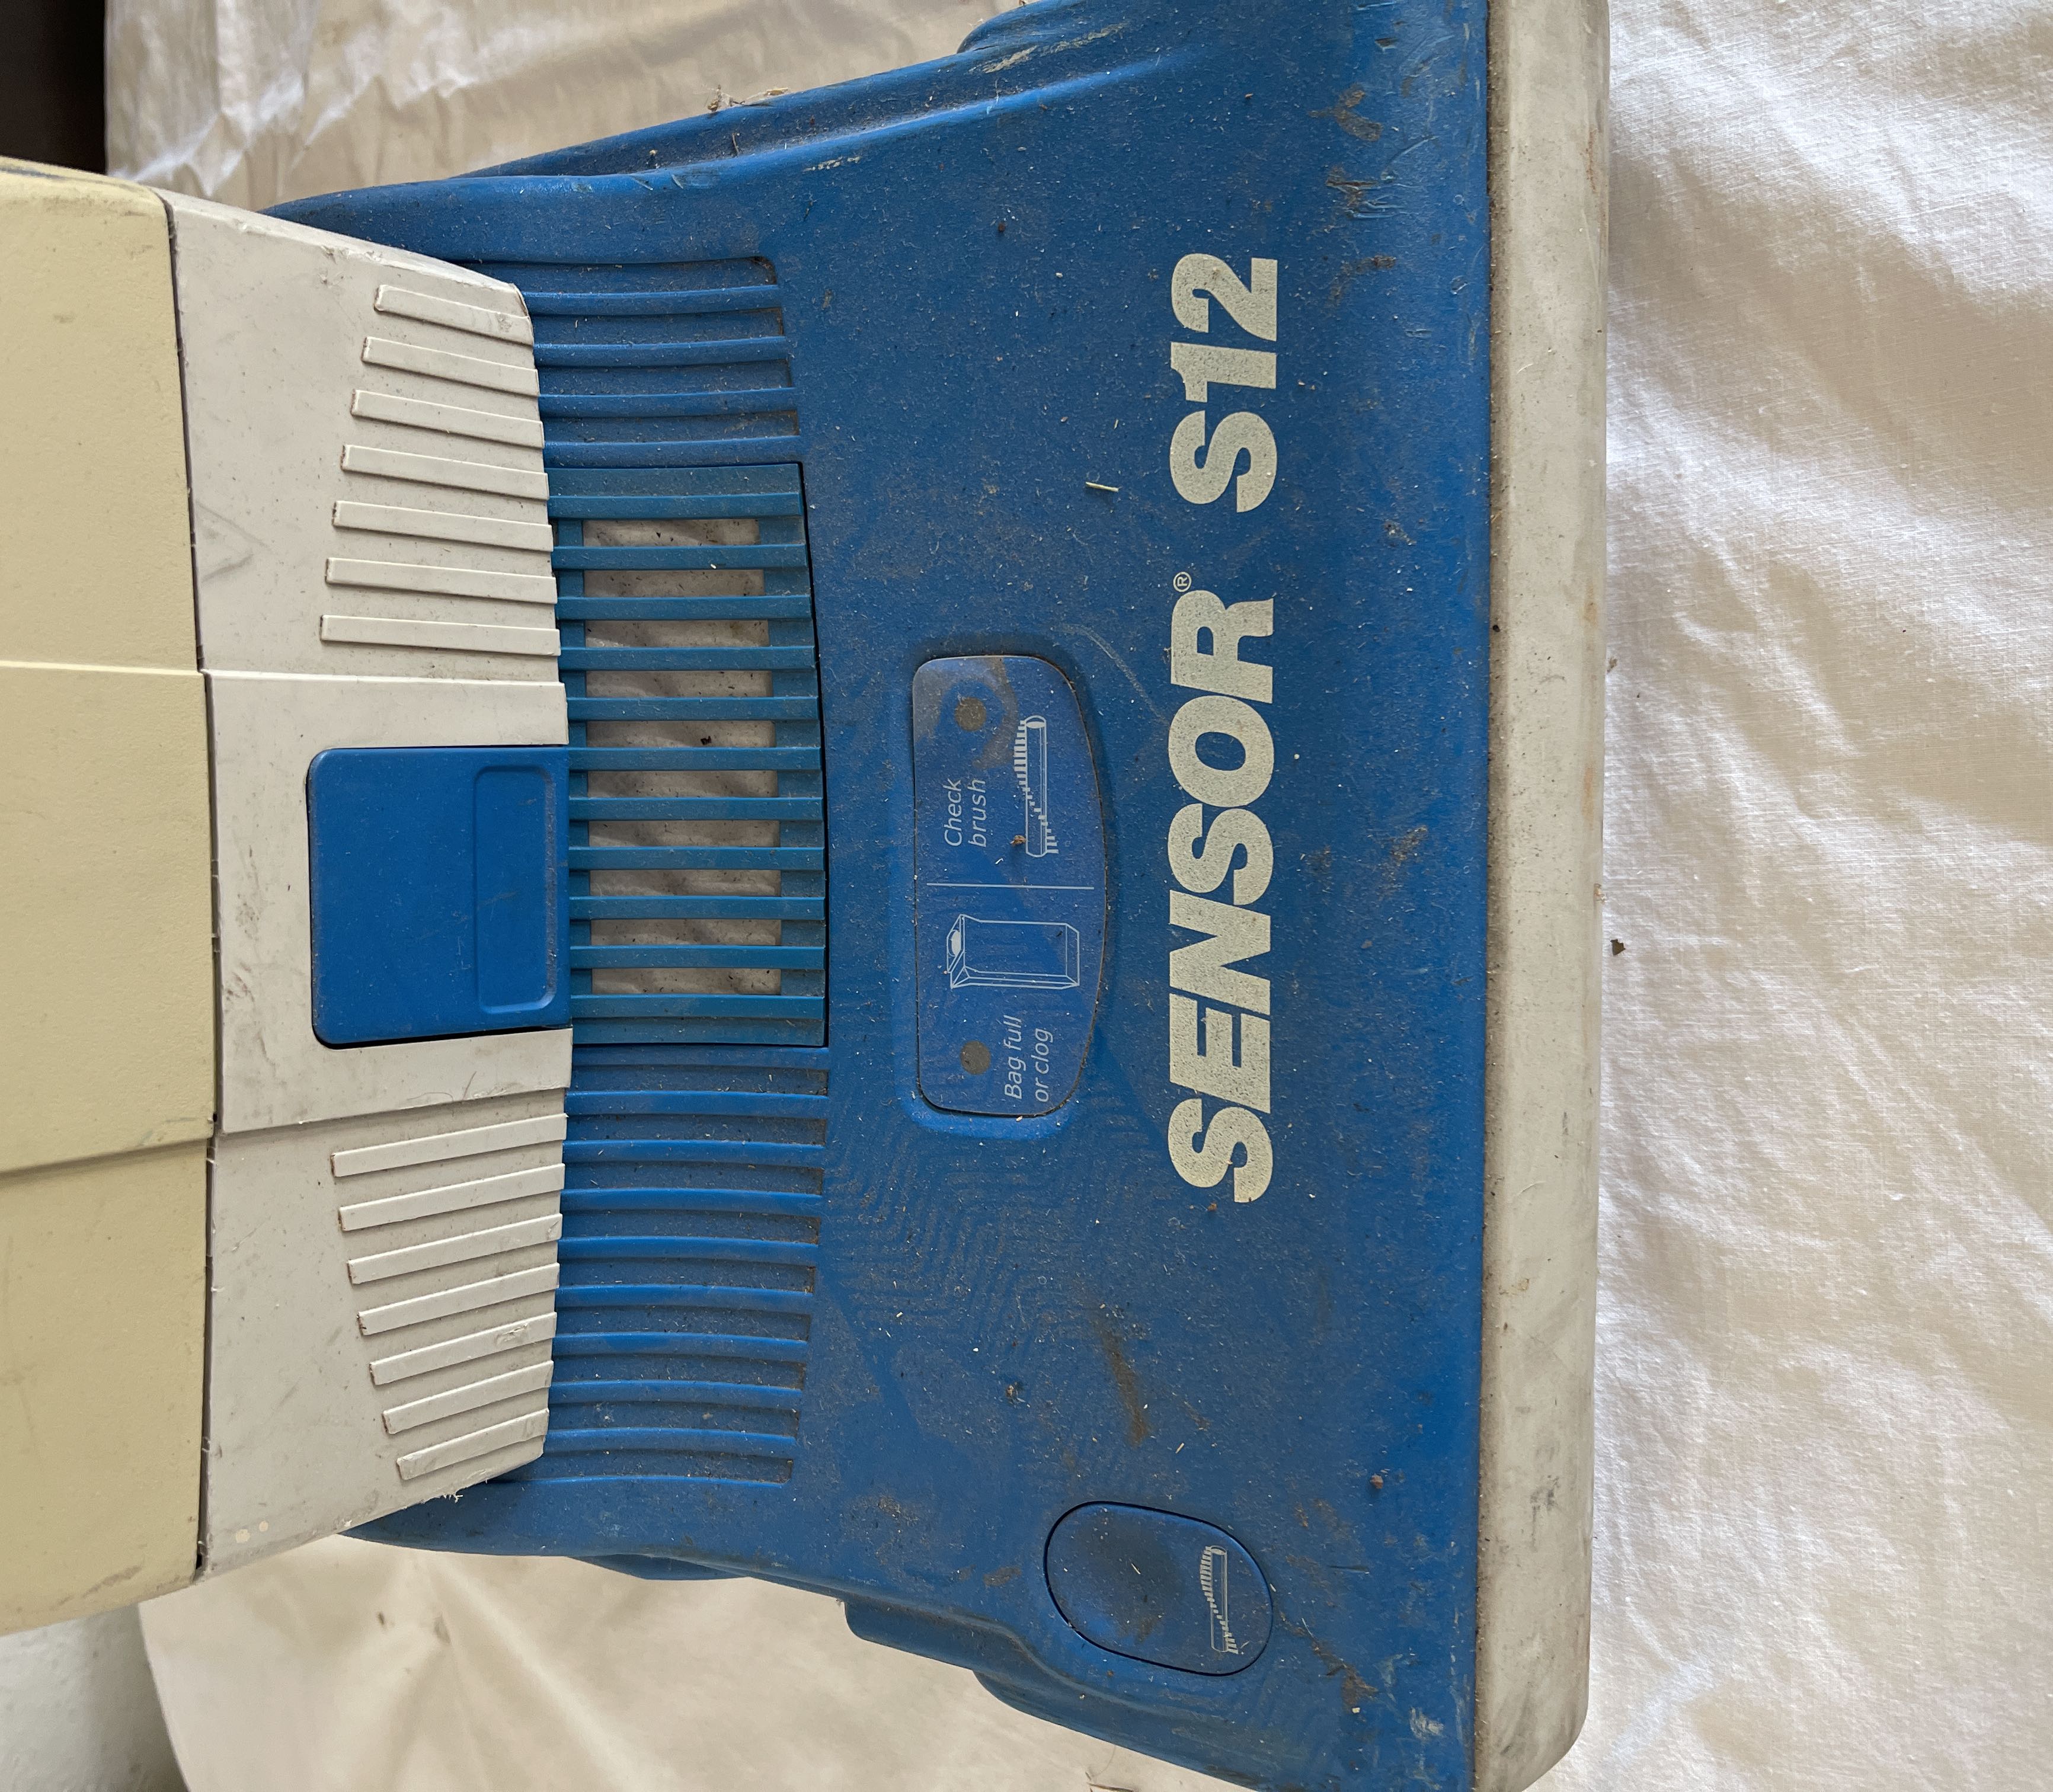 Bag full
or clog
Check
brush
SENSOR® S12